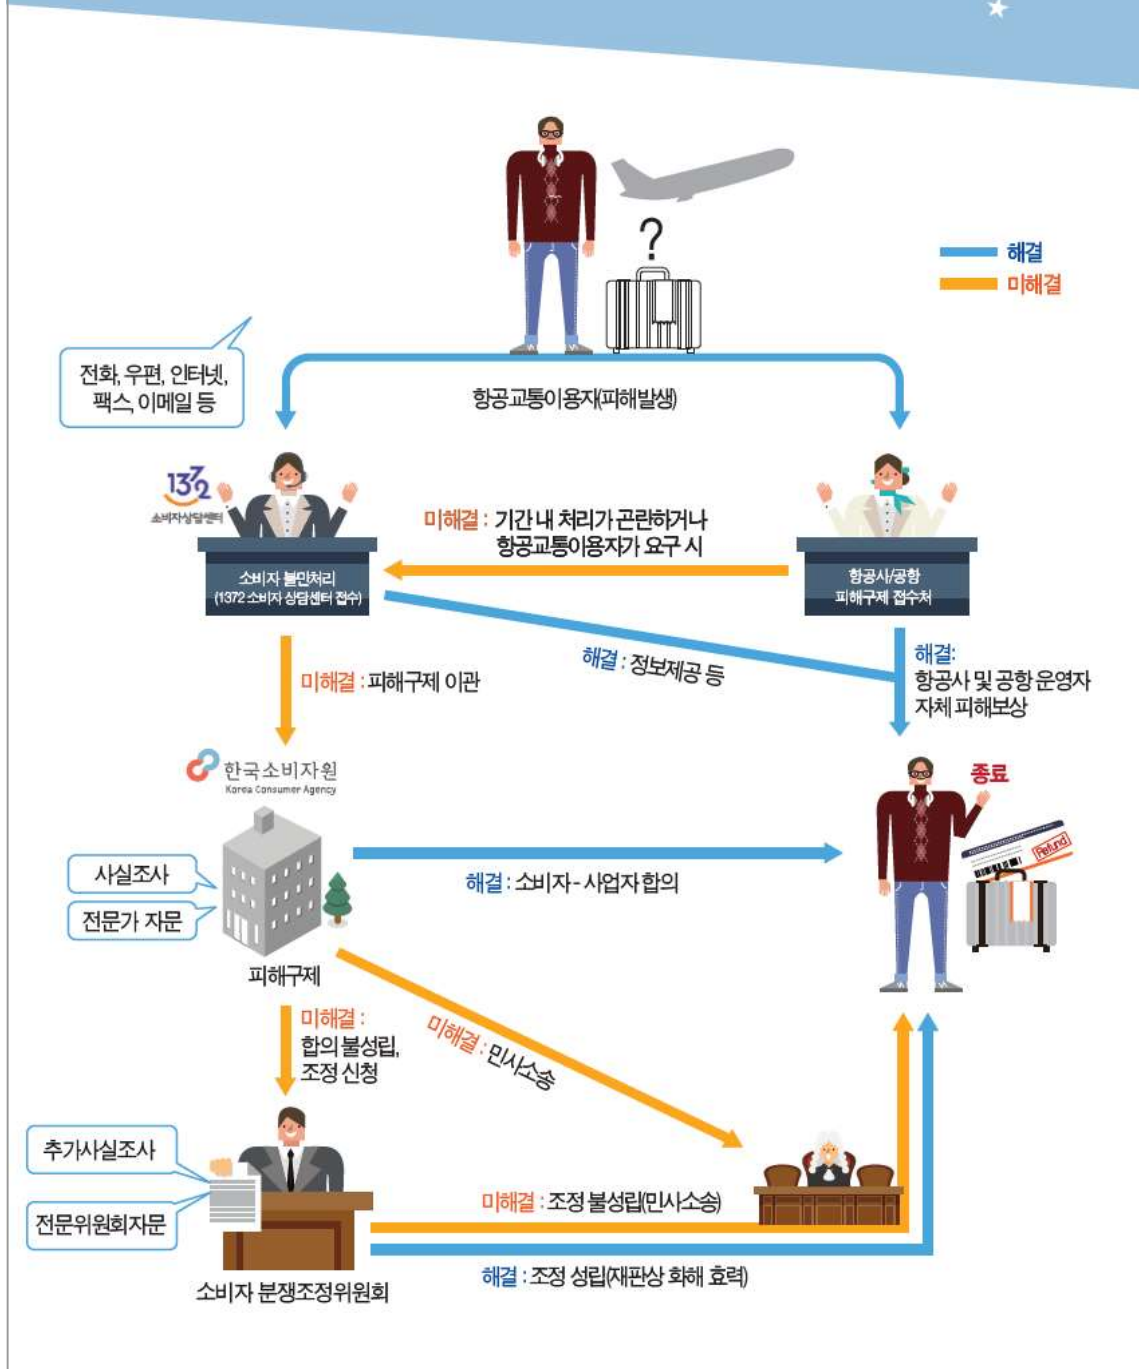 해결
미해결
전화, 우편, 인터넷,
팩스, 이메일 등
?
항공교통이용자(피해발생)
1372
소비자상담센터
미해결 : 기간 내 처리가 곤란하거나
항공교통이용자가 요구 시
소비자 불만처리
(1372 소비자 상담센터 접수)
항공사/공항
피해구제 접수처
해결 : 정보제공 등
해결:
항공사 및 공항 운영자
자체 피해보상
미해결 : 피해구제 이관
한국소비자원
Korea Consumer Agency
종료
Refund
사실조사
전문가 자문
해결 : 소비자 - 사업자 합의
피해구제
미해결 :
합의 불성립,
조정 신청
미해결 : 민사소송
추가사실조사
전문위원회자문
미해결 : 조정 불성립(민사소송)
해결 : 조정 성립(재판상 화해 효력)
소비자 분쟁조정위원회